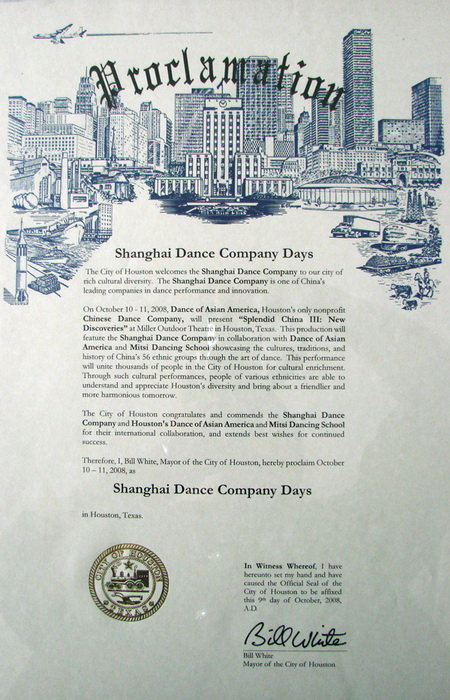 Proclamation
Shanghai Dance Company Days
The City of Houston welcomes the Shanghai Dance Company to our city of
rich cultural diversity. The Shanghai Dance Company is one of China's
leading companies in dance performance and innovation.
On October 10 - 11, 2008, Dance of Asian America, Houston's only nonprofit
Chinese Dance Company, will present "Splendid China III: New
Discoveries" at Miller Outdoor Theatre in Houston, Texas. This production will
feature the Shanghai Dance Company in collaboration with Dance of Asian
America and Mitsi Dancing School showcasing the cultures, traditions, and
history of China's 56 ethnic groups through the art of dance. This performance
will unite thousands of people in the City of Houston for cultural enrichment.
Through such cultural performances, people of various ethnicities are able to
understand and appreciate Houston's diversity and bring about a friendlier and
more harmonious tomorrow.
The City of Houston congratulates and commends the Shanghai Dance
Company and Houston's Dance of Asian America and Mitsi Dancing School
for their international collaboration, and extends best wishes for continued
success.
Therefore, I, Bill White, Mayor of the City of Houston, hereby proclaim October
10 – 11, 2008, as
Shanghai Dance Company Days
in Houston, Texas.
CITY OF HOUSTON
TEXAS
In Witness Whereof, I have
hereunto set my hand and have
caused the Official Seal of the
City of Houston to be affixed
this 9th day of October, 2008,
A.D.
Bill White
Bill White
Mayor of the City of Houston